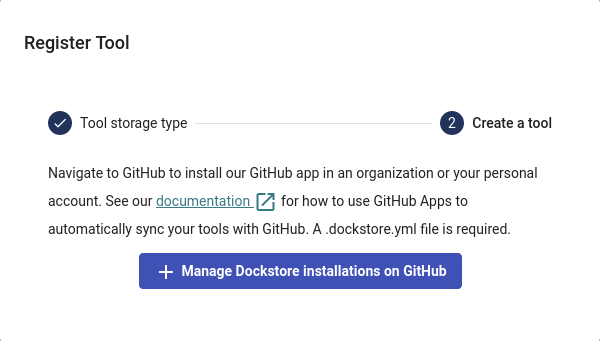 Register Tool
Tool storage type
2 Create a tool
Navigate to GitHub to install our GitHub app in an organization or your personal
account. See our documentation for how to use GitHub Apps to
automatically sync your tools with GitHub. A .dockstore.yml file is required.
Manage Dockstore installations on GitHub